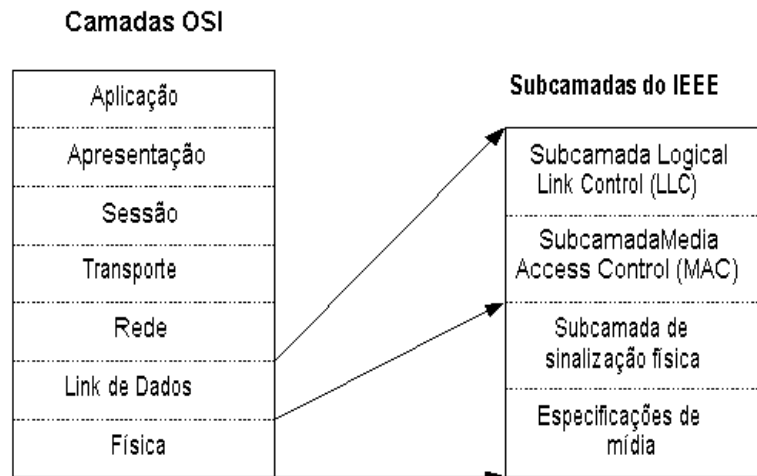 Camadas OSI
Aplicação
Apresentação
Sessão
Transporte
Rede
Link de Dados
Física
Subcamadas do IEEE
Subcamada Logical
Link Control (LLC)
SubcamadaMedia
Access Control (MAC)
Subcamada de
sinalização física
Especificações de
mídia